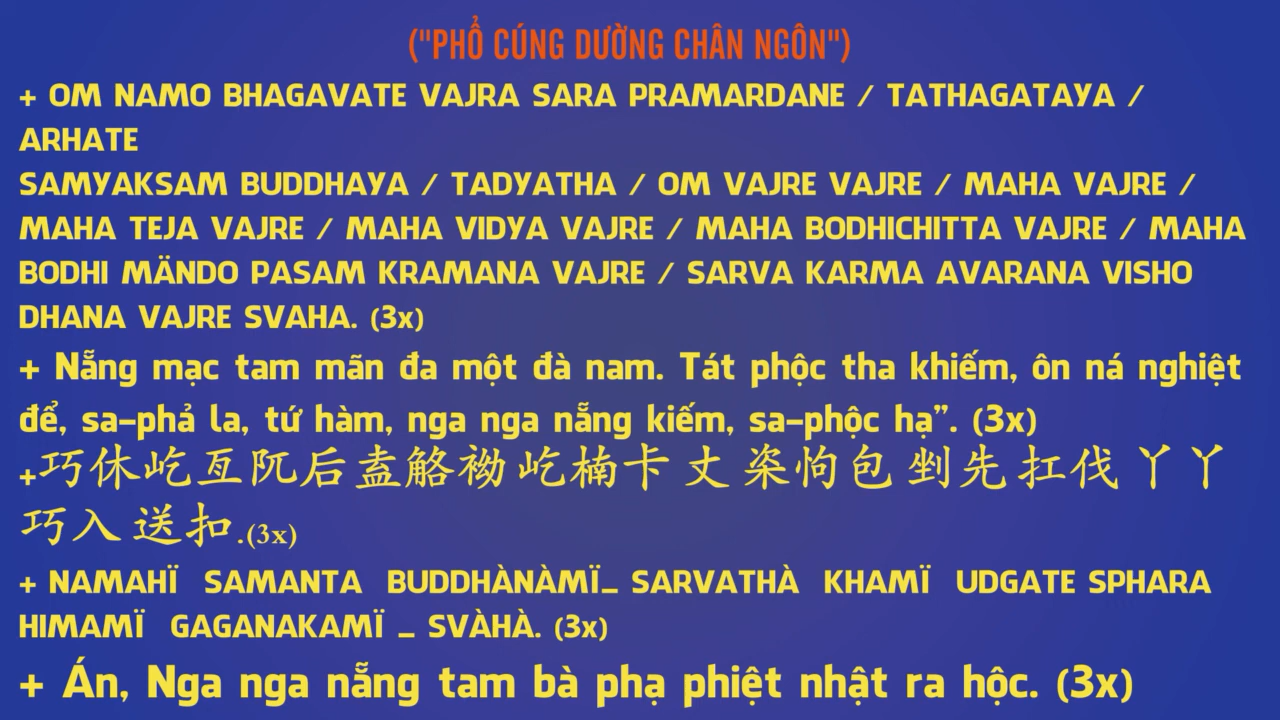 ("PHỔ CÚNG DƯỜNG CHÂN NGÔN")
+ OM NAMO BHAGAVATE VAJRA SARA PRAMARDANE / TATHAGATAYA /
ARHATE
SAMYAKSAM BUDDHAYA / TADYATHA / OM VAJRE VAJRE / MAHA VAJRE /
MAHA TEJA VAJRE / MAHA VIDYA VAJRE / MAHA BODHICHITTA VAJRE / MAHA
BODHI MÄNDO PASAM KRAMANA VAJRE / SARVA KARMA AVARANA VISHO
DHANA VAJRE SVAHA. (3x)
+ Nẵng mạc tam mãn đa một đà nam. Tát phộc tha khiếm, ôn ná nghiệt
để, sa-phả la, tứ hàm, nga nga nẵng kiếm, sa-phộc hạ”. (3x)
+巧休屹亙阢后盍觡袎屹楠卡丈粢怐包剉先扛伐丫丫
巧入送扣.(3x)
+ NAMAHÏ SAMANTA BUDDHÀNÀMÏ_ SARVATHÀ KHAMÏ UDGATE SPHARA
HIMAMÏ GAGANAKAMÏ _ SVÀHÀ. (3x)
+ Án, Nga nga nẵng tam bà phạ phiệt nhật ra hộc. (3x)